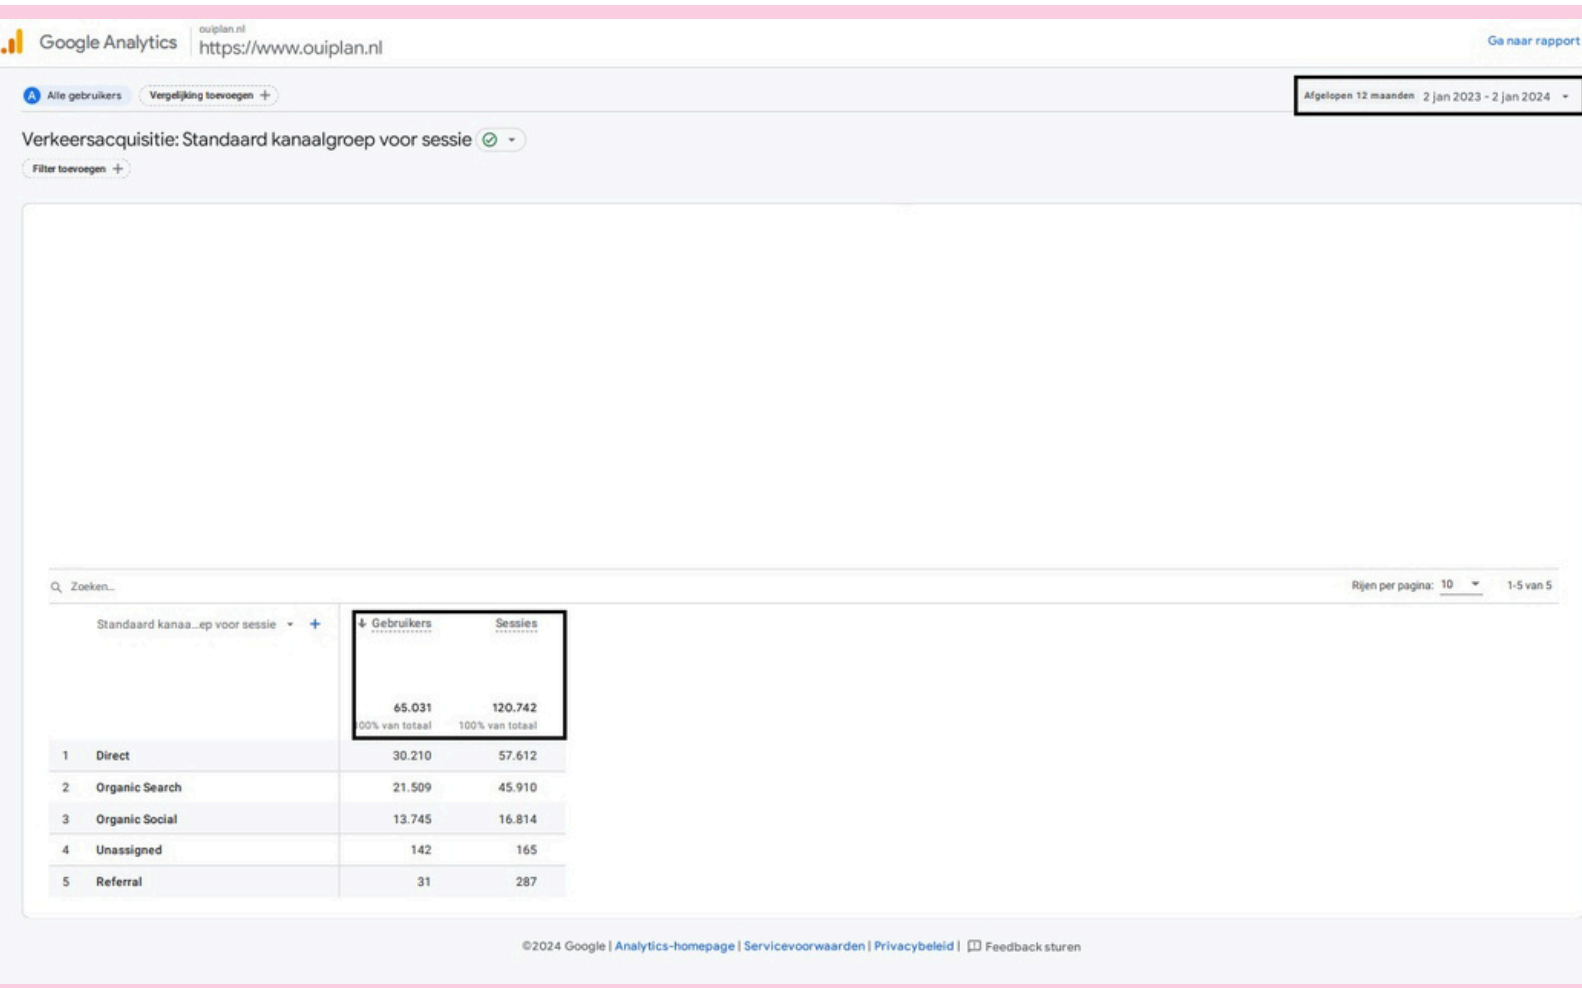 Google Analytics
ouiplan.nl
https://www.ouiplan.nl
Ga naar rapport
A Alle gebruikers Vergelijking toevoegen +
Afgelopen 12 maanden 2 jan 2023 - 2 jan 2024
Verkeersacquisitie: Standaard kanaalgroep voor sessie
Filter toevoegen +
Zoeken...
Rijen per pagina: 10 1-5 van 5
Standaard kanaa...ep voor sessie + ↓ Gebruikers Sessies
65.031 120.742
100% van totaal 100% van totaal
1 Direct 30.210 57.612
2 Organic Search 21.509 45.910
3 Organic Social 13.745 16.814
4 Unassigned 142 165
5 Referral 31 287
©2024 Google | Analytics-homepage | Servicevoorwaarden | Privacybeleid | Feedback sturen